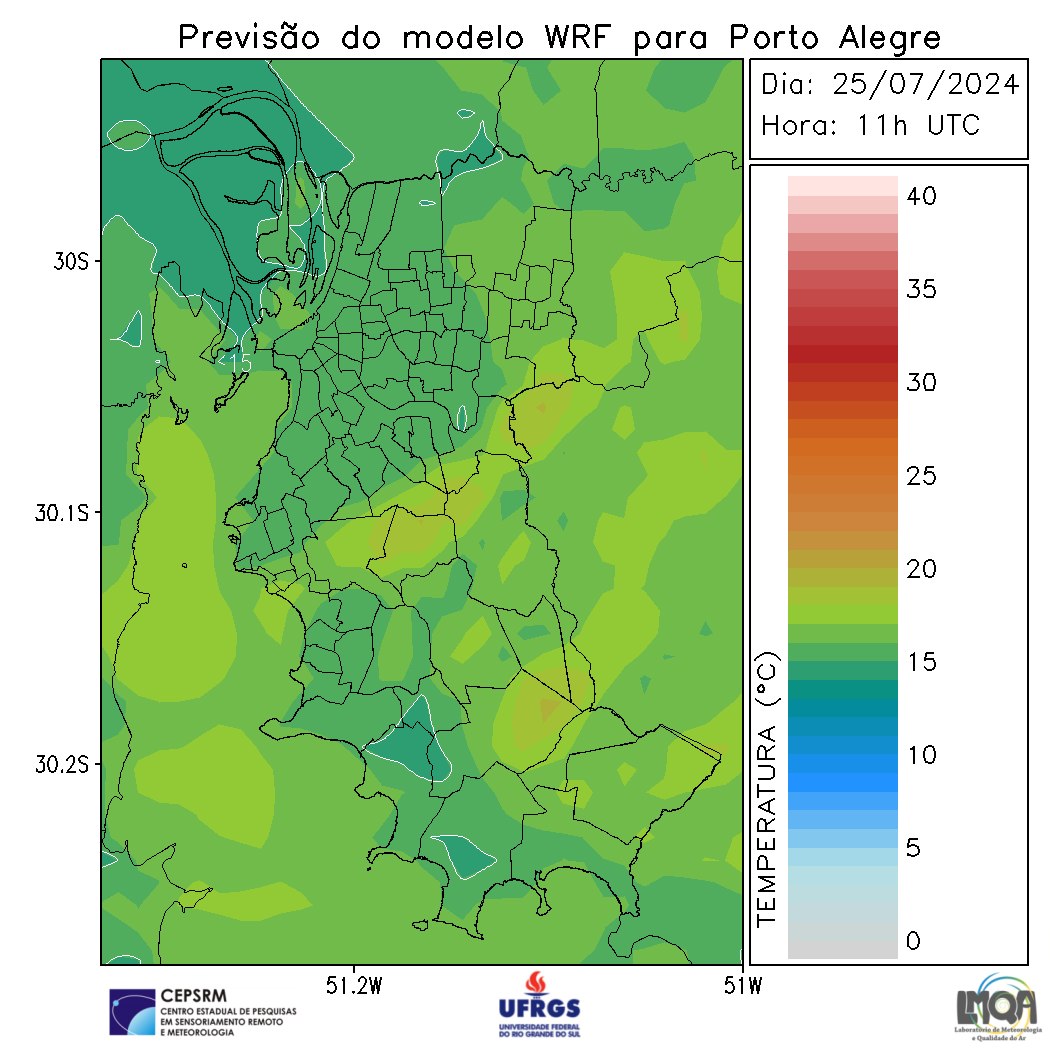 Previsão do modelo WRF para Porto Alegre
Dia: 25/07/2024
Hora: 11h UTC
30S
30.1S
30.2S
51.2W
51W
<15
TEMPERATURA (°C)
40
35
30
25
20
15
10
5
0
CEPSRM
CENTRO ESTADUAL DE PESQUISAS
EM SENSORIAMENTO REMOTO
E METEOROLOGIA
UFRGS
UNIVERSIDADE FEDERAL
DO RIO GRANDE DO SUL
LMQA
Laboratório de Meteorologia
e Qualidade do Ar